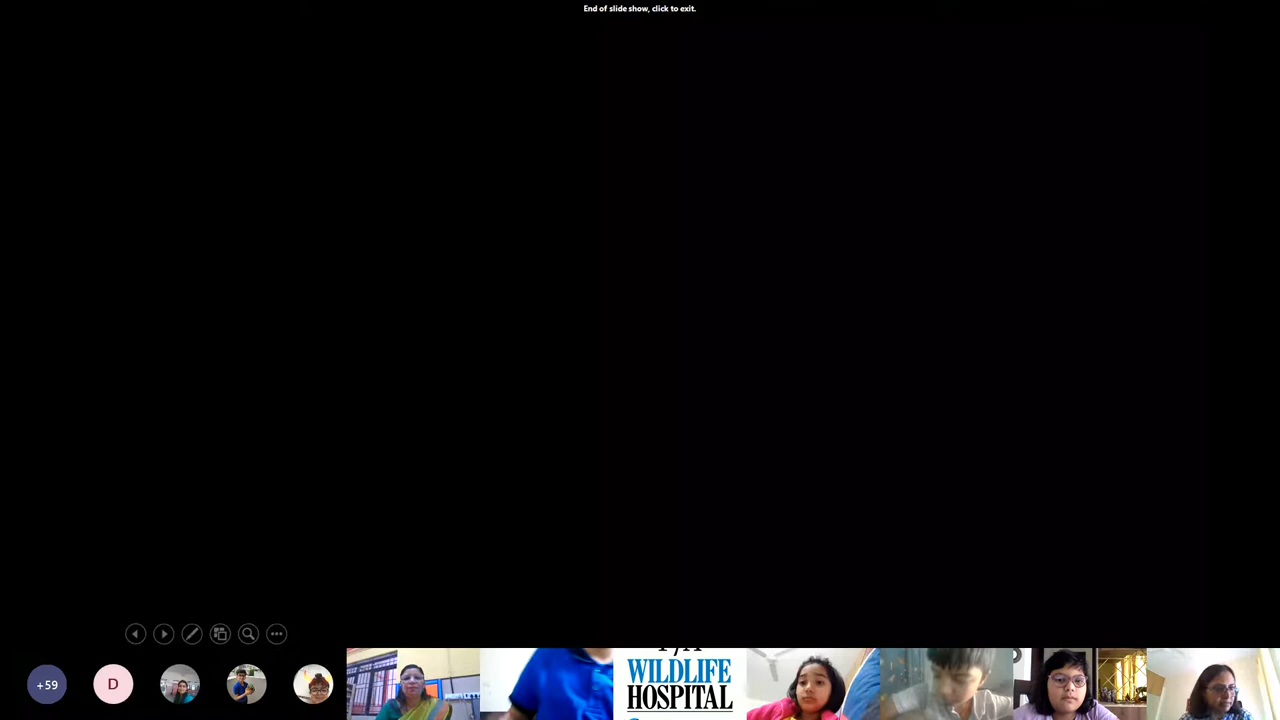 End of slide show, click to exit.
+59
D
WILDLIFE
HOSPITAL